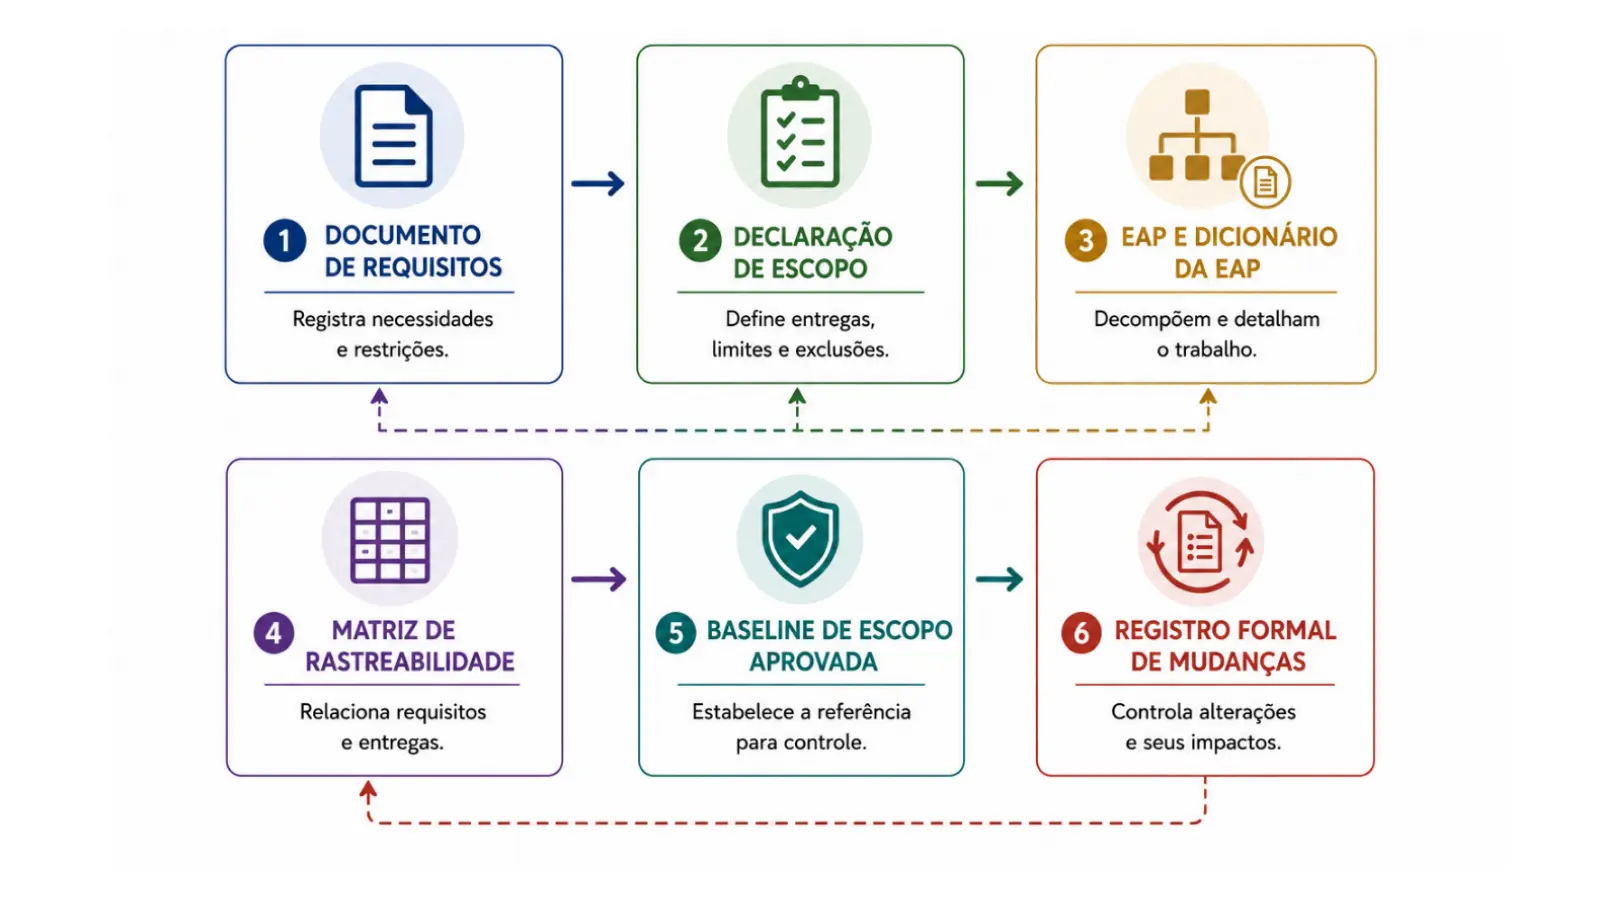 1 DOCUMENTO
DE REQUISITOS
Registra necessidades
e restrições.
2 DECLARAÇÃO
DE ESCOPO
Define entregas,
limites e exclusões.
3 EAP E DICIONÁRIO
DA EAP
Decompõem e detalham
o trabalho.
4 MATRIZ DE
RASTREABILIDADE
Relaciona requisitos
e entregas.
5 BASELINE DE ESCOPO
APROVADA
Estabelece a referência
para controle.
6 REGISTRO FORMAL
DE MUDANÇAS
Controla alterações
e seus impactos.